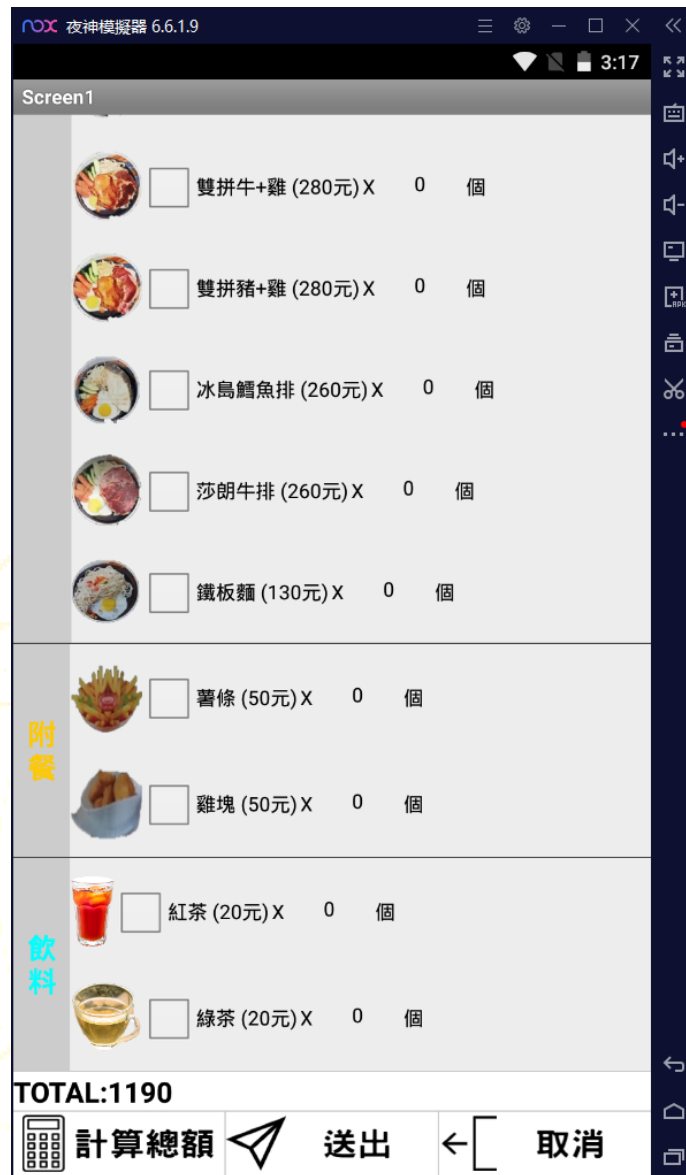 nox 夜神模擬器 6.6.1.9
3:17
Screen1
雙拼牛+雞 (280元) X 0 個
雙拼豬+雞 (280元) X 0 個
冰島鱈魚排 (260元) X 0 個
莎朗牛排 (260元) X 0 個
鐵板麵 (130元) X 0 個
附餐
薯條 (50元) X 0 個
雞塊 (50元) X 0 個
飲料
紅茶 (20元) X 0 個
綠茶 (20元) X 0 個
TOTAL:1190
計算總額 送出 取消